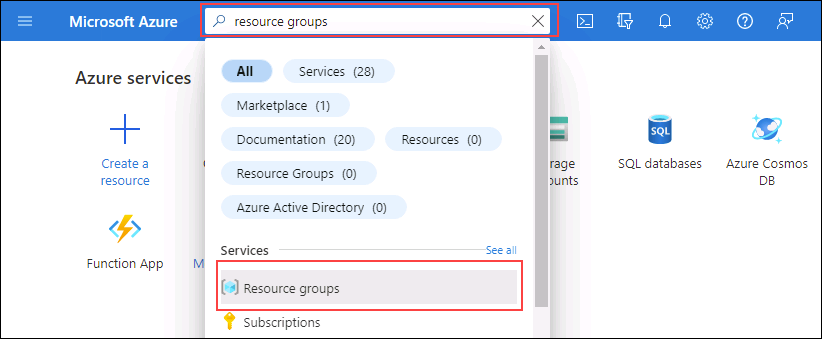 Microsoft Azure
resource groups
Azure services
All
Services (28)
Marketplace (1)
Documentation (20)
Resources (0)
Resource Groups (0)
Azure Active Directory (0)
Services
See all
Resource groups
Subscriptions
Create a
resource
rage
ounts
SQL
SQL databases
Azure Cosmos
DB
Function App
M